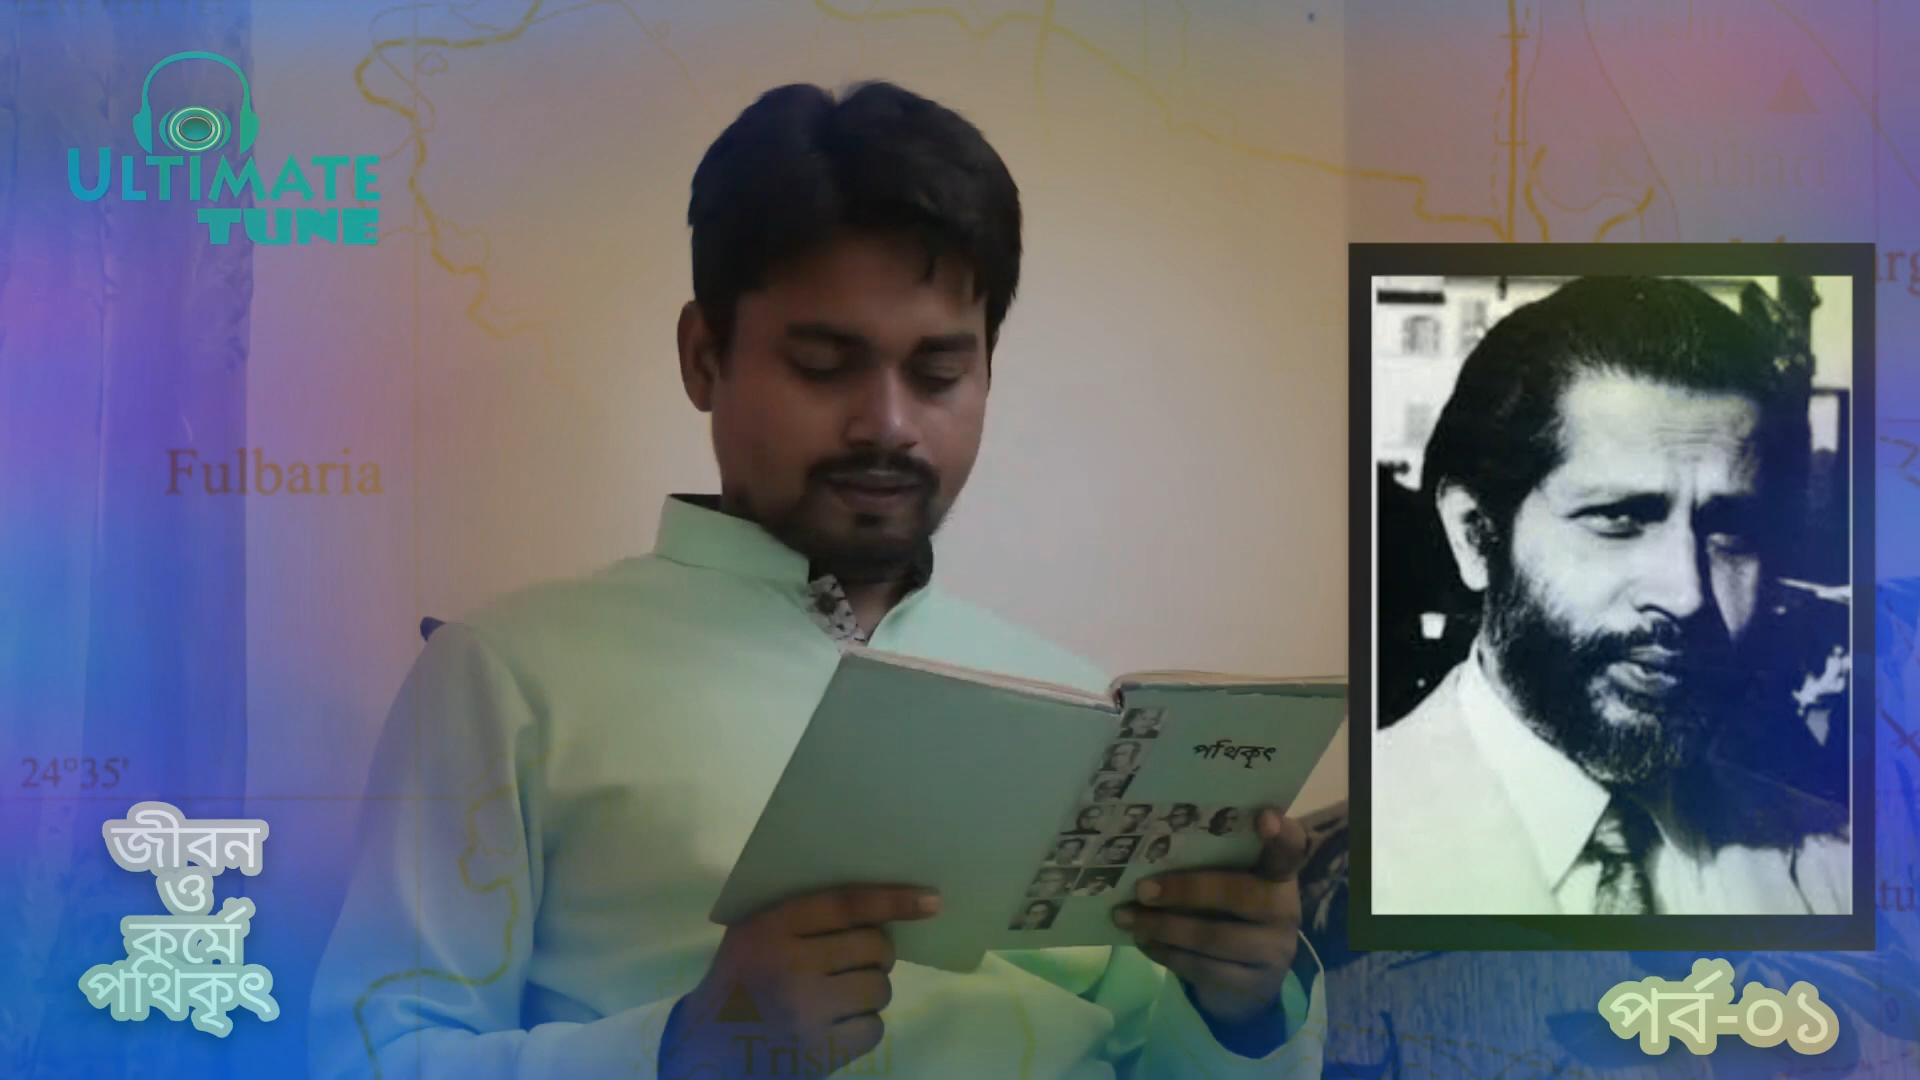 ULTIMATE
TUNE
Fulbaria
24°35'
পথিকৃৎ
জীবন
ও
কর্মে
পথিকৃৎ
Trishal
পর্ব-০১